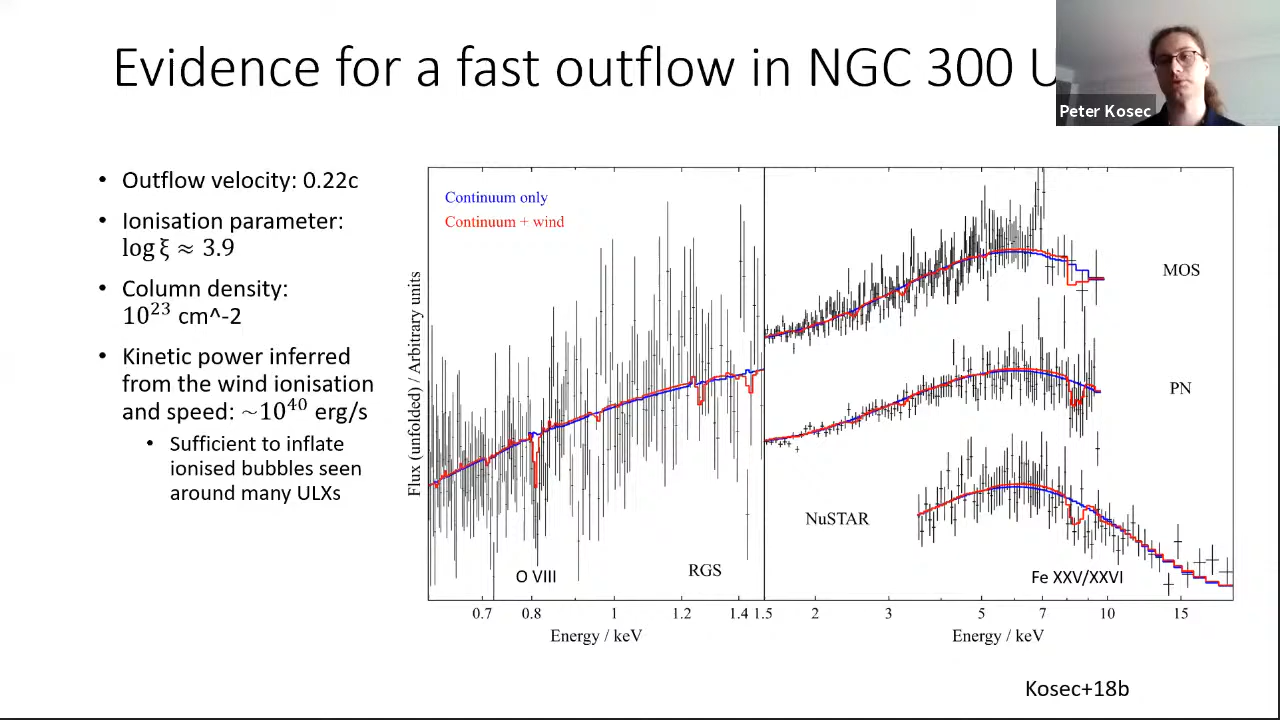 Evidence for a fast outflow in NGC 300 U
Peter Kosec
• Outflow velocity: 0.22c
• Ionisation parameter:
log ξ ≈ 3.9
• Column density:
10²³ cm^-2
• Kinetic power inferred
from the wind ionisation
and speed: ~10⁴⁰ erg/s
• Sufficient to inflate
ionised bubbles seen
around many ULXs
Flux (unfolded) / Arbitrary units
Continuum only
Continuum + wind
O VIII
RGS
0.7 0.8 1 1.2 1.4 1.5
Energy / keV
MOS
PN
NuSTAR
Fe XXV/XXVI
2 3 5 7 10 15
Energy / keV
Kosec+18b